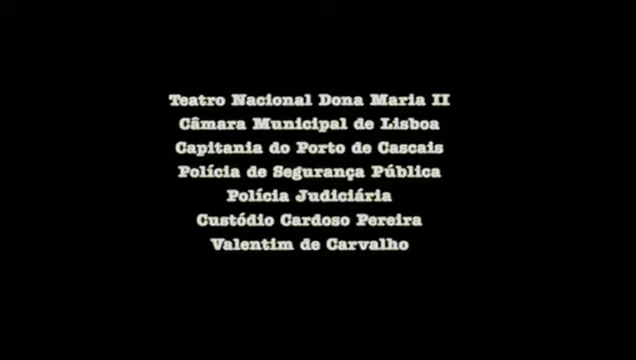 Teatro Nacional Dona Maria II
Câmara Municipal de Lisboa
Capitania do Porto de Cascais
Polícia de Segurança Pública
Polícia Judiciária
Custódio Cardoso Pereira
Valentim de Carvalho